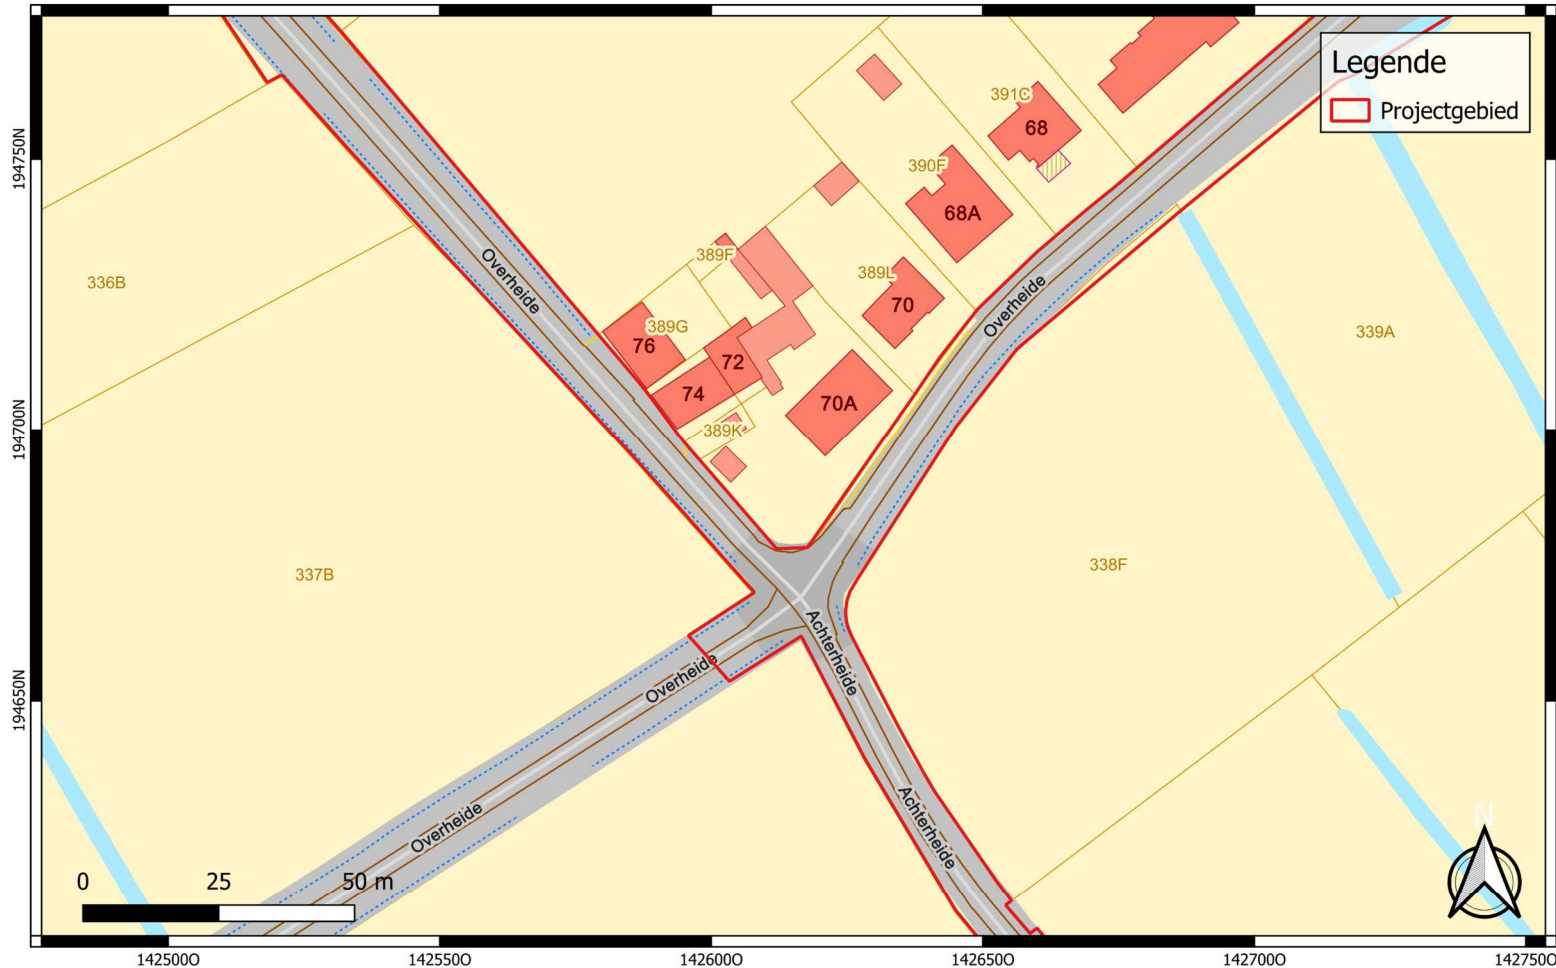 Legende
Projectgebied
391C
68
390F
68A
389F
389L
70
389G
76
72
74
70A
389K
336B
337B
338F
339A
Overheide
Overheide
Overheide
Overheide
Achterheide
Achterheide
0 25 50 m
N
194750N
194700N
194650N
142500O
142550O
142600O
142650O
142700O
142750O